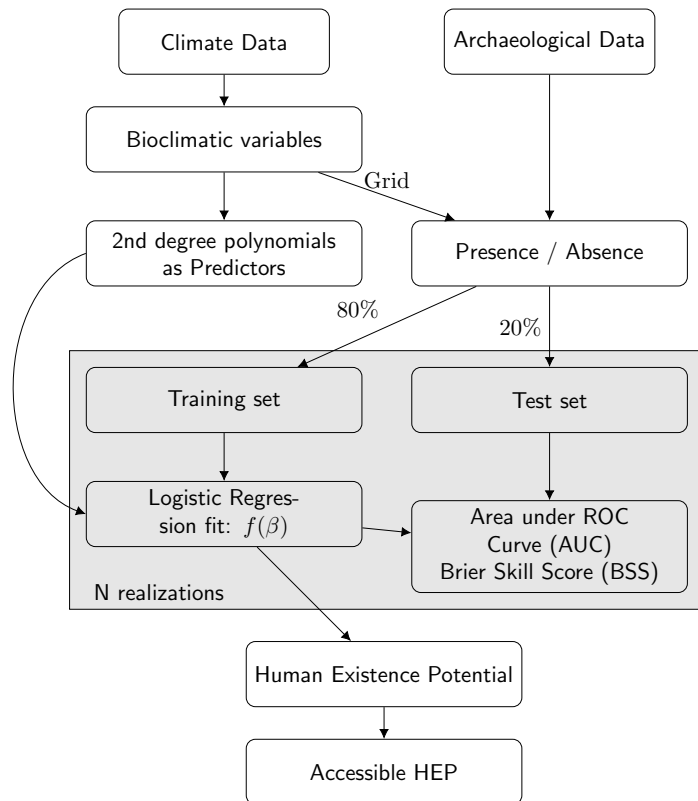 Climate Data
Archaeological Data
Bioclimatic variables
Grid
2nd degree polynomials
as Predictors
Presence / Absence
80%
20%
Training set
Test set
Logistic Regres-
sion fit: f(β)
Area under ROC
Curve (AUC)
Brier Skill Score (BSS)
N realizations
Human Existence Potential
Accessible HEP